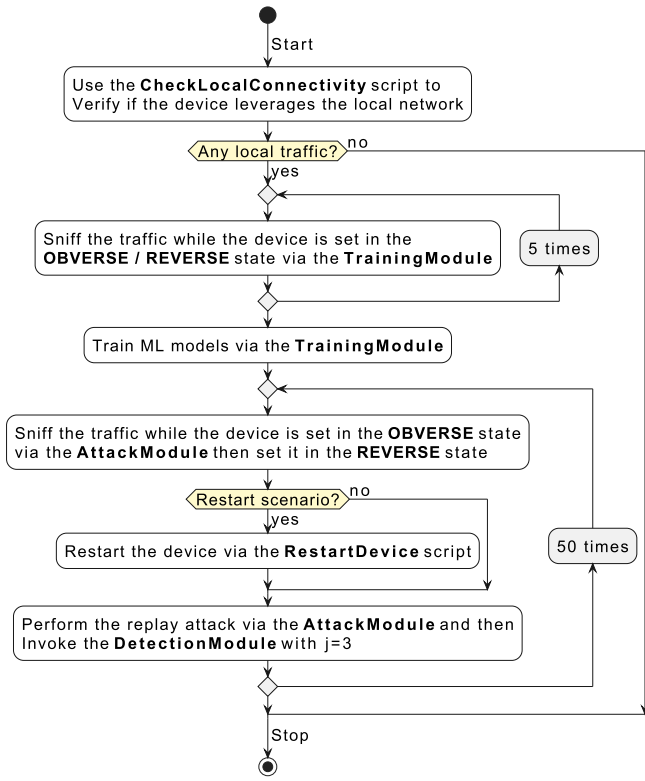 Start
Use the CheckLocalConnectivity script to
Verify if the device leverages the local network
Any local traffic?
no
yes
Sniff the traffic while the device is set in the
OBVERSE / REVERSE state via the TrainingModule
5 times
Train ML models via the TrainingModule
Sniff the traffic while the device is set in the OBVERSE state
via the AttackModule then set it in the REVERSE state
Restart scenario?
no
yes
Restart the device via the RestartDevice script
50 times
Perform the replay attack via the AttackModule and then
Invoke the DetectionModule with j=3
Stop